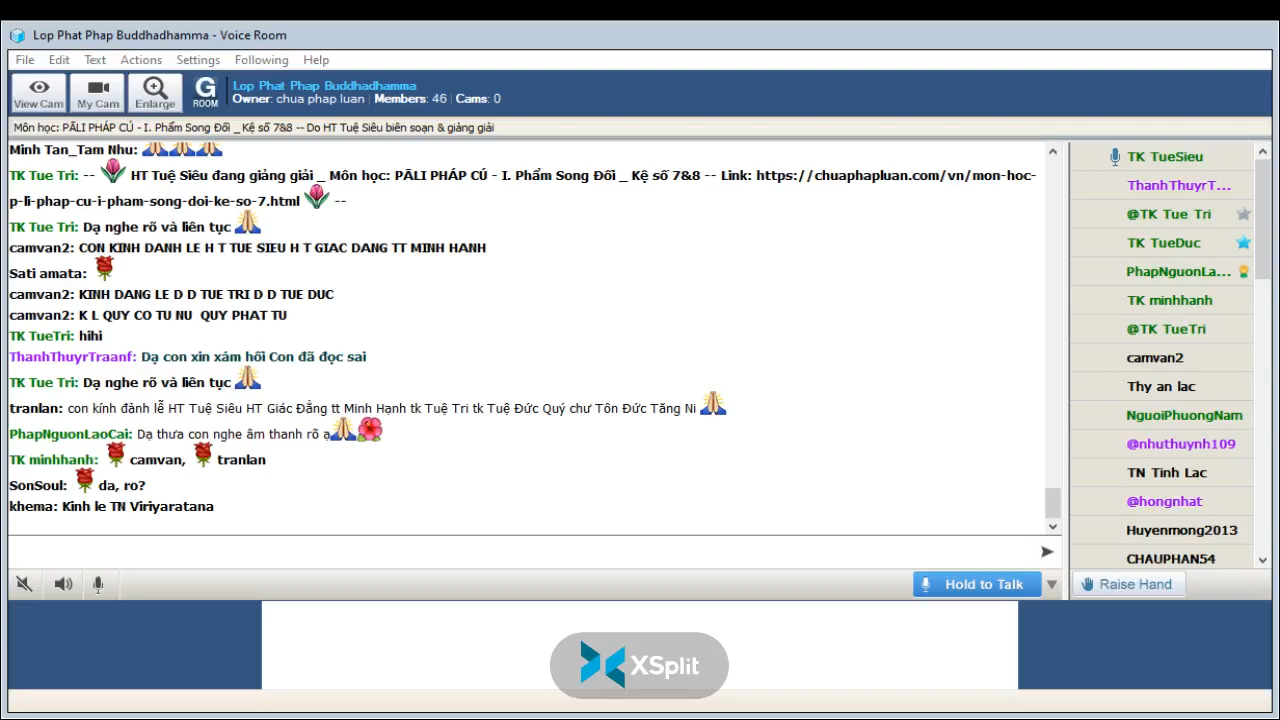 Lop Phat Phap Buddhadhamma - Voice Room
File Edit Text Actions Settings Following Help
View Cam My Cam Enlarge G ROOM
Lop Phat Phap Buddhadhamma
Owner: chua phap luan | Members: 46 | Cams: 0
Môn học: PĀLI PHÁP CÚ - I. Phẩm Song Đối _ Kệ số 7&8 -- Do HT Tuệ Siêu biên soạn & giảng giải
Minh Tan_Tam Nhu:
TK Tue Tri: -- HT Tuệ Siêu đang giảng giải _ Môn học: PĀLI PHÁP CÚ - I. Phẩm Song Đối _ Kệ số 7&8 -- Link: https://chuaphapluan.com/vn/mon-hoc-
p-li-phap-cu-i-pham-song-doi-ke-so-7.html --
TK Tue Tri: Dạ nghe rõ và liên tục
camvan2: CON KINH DANH LE H T TUE SIEU H T GIAC DANG TT MINH HANH
Sati amata:
camvan2: KINH DANG LE D D TUE TRI D D TUE DUC
camvan2: K L QUY CO TU NU QUY PHAT TU
TK TueTri: hihi
ThanhThuyrTraanf: Dạ con xin xám hối Con đã đọc sai
TK Tue Tri: Dạ nghe rõ và liên tục
tranlan: con kính đảnh lễ HT Tuệ Siêu HT Giác Đẳng tt Minh Hạnh tk Tuệ Tri tk Tuệ Đức Quý chư Tôn Đức Tăng Ni
PhapNguonLaoCai: Dạ thưa con nghe âm thanh rõ ạ
TK minhhanh: camvan, tranlan
SonSoul: da, ro?
khema: Kinh le TN Viriyaratana
Hold to Talk
TK TueSieu
ThanhThuyrT...
@TK Tue Tri
TK TueDuc
PhapNguonLa...
TK minhhanh
@TK TueTri
camvan2
Thy an lac
NguoiPhuongNam
@nhuthuynh109
TN Tinh Lac
@hongnhat
Huyenmong2013
CHAUPHAN54
Raise Hand
XSplit